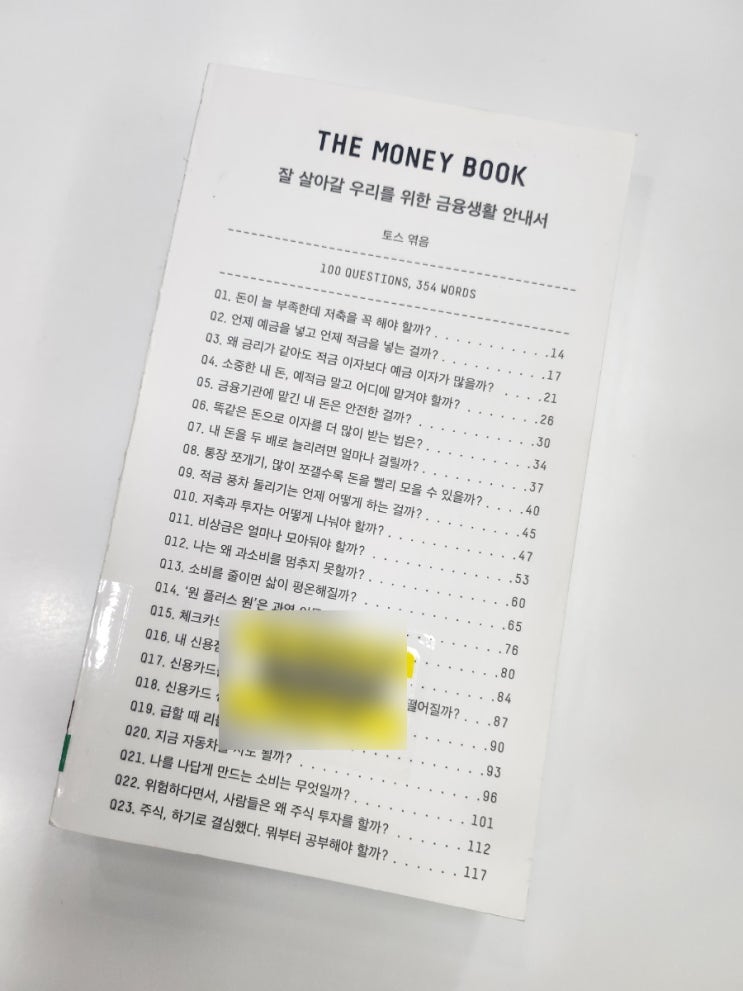 THE MONEY BOOK
잘 살아갈 우리를 위한 금융생활 안내서
토스 엮음
100 QUESTIONS, 354 WORDS
Q1. 돈이 늘 부족한데 저축을 꼭 해야 할까? . . . . . . . . . . .14
Q2. 언제 예금을 넣고 언제 적금을 넣는 걸까? . . . . . . . . . .17
Q3. 왜 금리가 같아도 적금 이자보다 예금 이자가 많을까? . . . .21
Q4. 소중한 내 돈, 예적금 말고 어디에 맡겨야 할까? . . . . . . .26
Q5. 금융기관에 맡긴 내 돈은 안전한 걸까? . . . . . . . . . . .30
Q6. 똑같은 돈으로 이자를 더 많이 받는 법은? . . . . . . . . . .34
Q7. 내 돈을 두 배로 늘리려면 얼마나 걸릴까? . . . . . . . . . .37
Q8. 통장 쪼개기, 많이 쪼갤수록 돈을 빨리 모을 수 있을까? . . . .40
Q9. 적금 풍차 돌리기는 언제 어떻게 하는 걸까? . . . . . . . . .45
Q10. 저축과 투자는 어떻게 나눠야 할까? . . . . . . . . . . . .47
Q11. 비상금은 얼마나 모아둬야 할까? . . . . . . . . . . . . .53
Q12. 나는 왜 과소비를 멈추지 못할까? . . . . . . . . . . . . .60
Q13. 소비를 줄이면 삶이 평온해질까? . . . . . . . . . . . . .65
Q14. '원 플러스 원'은 . . . . . .76
Q15. 체크카드 . . . . . .80
Q16. 내 신용 . . . . . .84
Q17. 신용카드 떨어질까? . . .87
Q18. 신용카드 . . . . . .90
Q19. 급할 때 . . . . . .93
Q20. 지금 자동차를 사도 될까? . . . . . . . . . . .96
Q21. 나를 나답게 만드는 소비는 무엇일까? . . . . . . . . . . 101
Q22. 위험하다면서, 사람들은 왜 주식 투자를 할까? . . . . . . . 112
Q23. 주식, 하기로 결심했다. 뭐부터 공부해야 할까? . . . . . . 117